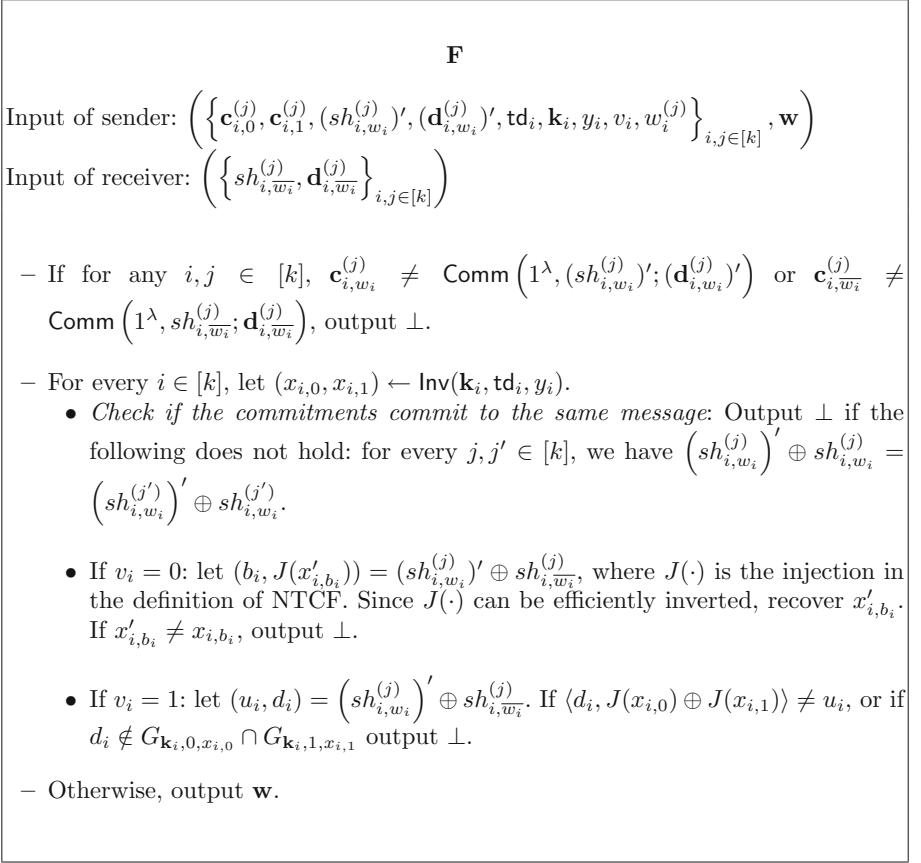 F
Input of sender: ( { c_{i,0}^{(j)}, c_{i,1}^{(j)}, (sh_{i,w_i}^{(j)})′, (d_{i,w_i}^{(j)})′, td_i, k_i, y_i, v_i, w_i^{(j)} }_{i,j∈[k]}, w )
Input of receiver: ( { sh_{i,\overline{w_i}}^{(j)}, d_{i,\overline{w_i}}^{(j)} }_{i,j∈[k]} )
– If for any i, j ∈ [k], c_{i,w_i}^{(j)} ≠ Comm ( 1^λ, (sh_{i,w_i}^{(j)})′; (d_{i,w_i}^{(j)})′ ) or c_{i,\overline{w_i}}^{(j)} ≠
Comm ( 1^λ, sh_{i,\overline{w_i}}^{(j)}; d_{i,\overline{w_i}}^{(j)} ), output ⊥.
– For every i ∈ [k], let (x_{i,0}, x_{i,1}) ← Inv(k_i, td_i, y_i).
• Check if the commitments commit to the same message: Output ⊥ if the
following does not hold: for every j, j′ ∈ [k], we have ( sh_{i,w_i}^{(j)} )′ ⊕ sh_{i,w_i}^{(j)} =
( sh_{i,w_i}^{(j′)} )′ ⊕ sh_{i,w_i}^{(j′)}.
• If v_i = 0: let (b_i, J(x′_{i,b_i})) = (sh_{i,w_i}^{(j)})′ ⊕ sh_{i,\overline{w_i}}^{(j)}, where J(·) is the injection in
the definition of NTCF. Since J(·) can be efficiently inverted, recover x′_{i,b_i}.
If x′_{i,b_i} ≠ x_{i,b_i}, output ⊥.
• If v_i = 1: let (u_i, d_i) = ( sh_{i,w_i}^{(j)} )′ ⊕ sh_{i,\overline{w_i}}^{(j)}. If ⟨d_i, J(x_{i,0}) ⊕ J(x_{i,1})⟩ ≠ u_i, or if
d_i ∉ G_{k_i,0,x_{i,0}} ∩ G_{k_i,1,x_{i,1}} output ⊥.
– Otherwise, output w.